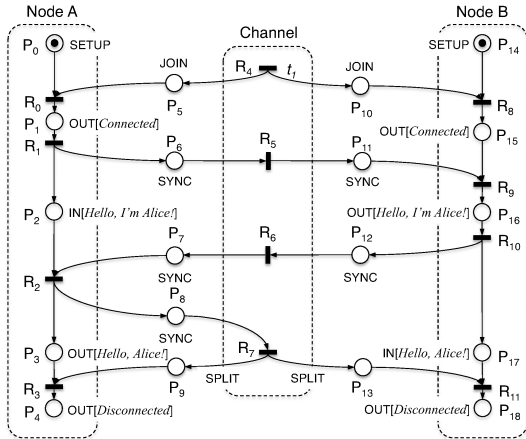 Node A
Channel
Node B
P0
SETUP
JOIN
R4
t1
JOIN
SETUP
P14
R0
P5
P10
R8
P1
OUT[Connected]
OUT[Connected]
P15
R1
P6
R5
P11
SYNC
SYNC
R9
P2
IN[Hello, I'm Alice!]
OUT[Hello, I'm Alice!]
P16
P7
R6
P12
R10
R2
SYNC
SYNC
P8
SYNC
P3
OUT[Hello, Alice!]
R7
IN[Hello, Alice!]
P17
R3
P9
SPLIT
SPLIT
P13
R11
P4
OUT[Disconnected]
OUT[Disconnected]
P18